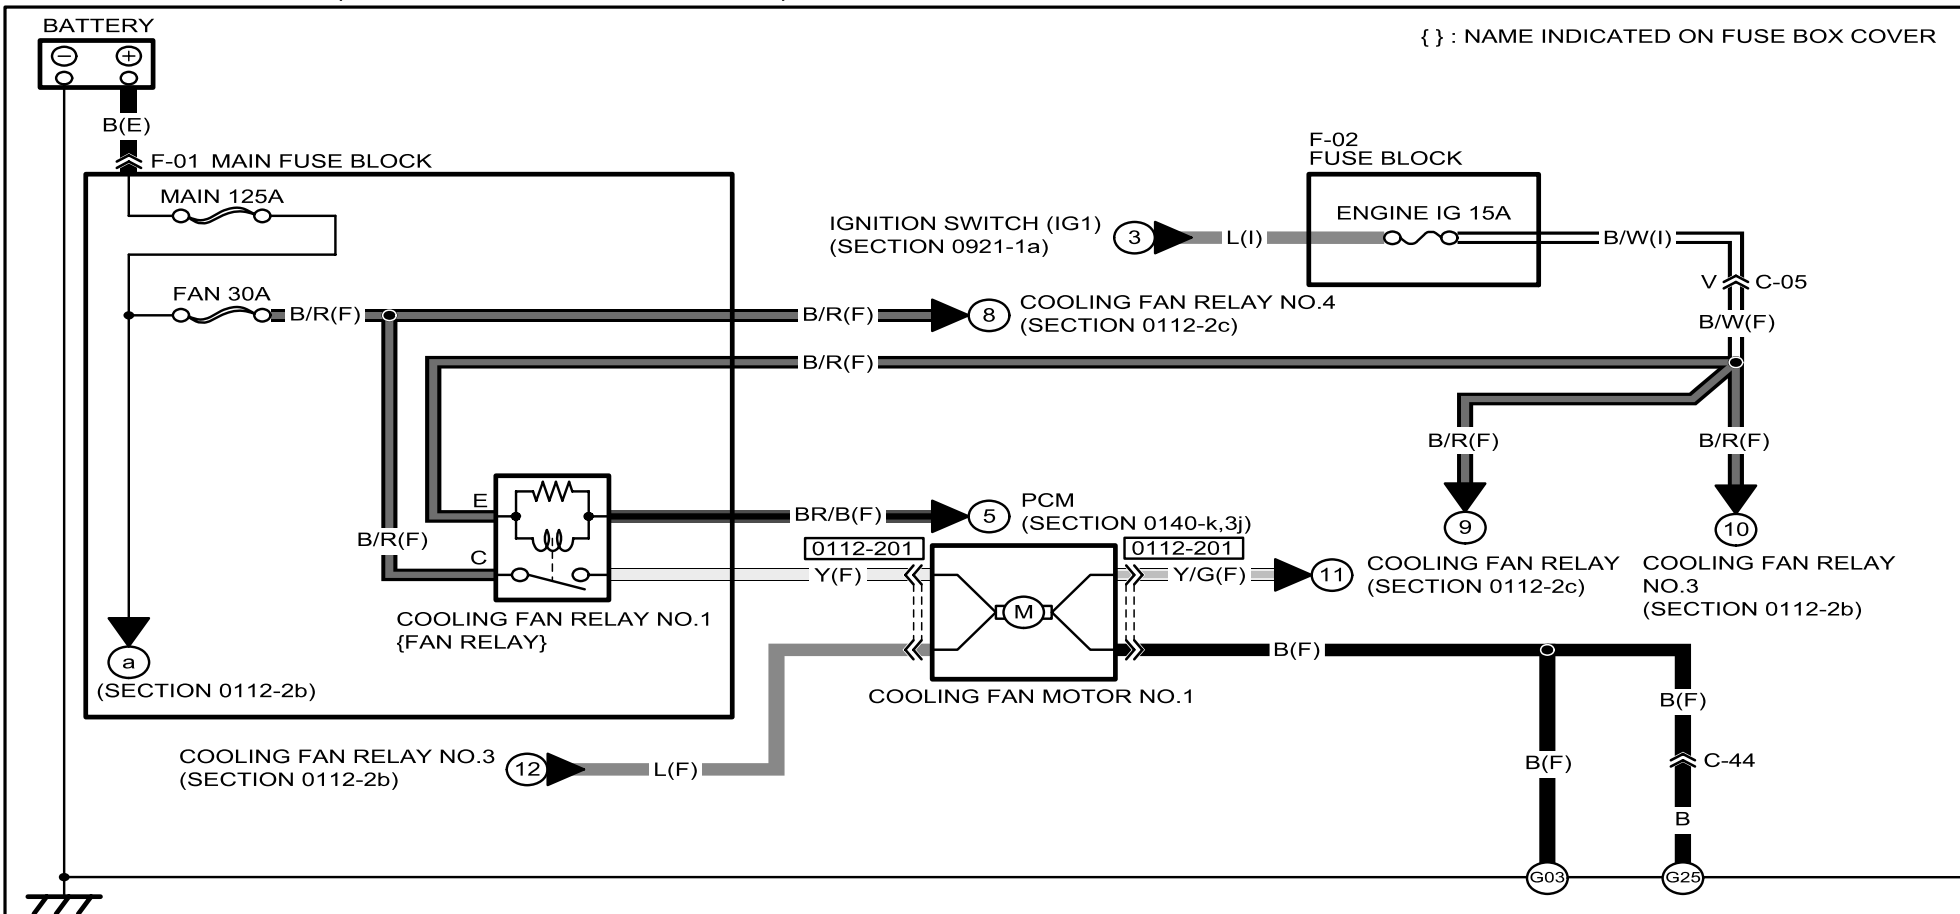 BATTERY
{ } : NAME INDICATED ON FUSE BOX COVER
− +
B(E)
F-01 MAIN FUSE BLOCK
MAIN 125A
F-02
FUSE BLOCK
ENGINE IG 15A
IGNITION SWITCH (IG1)
(SECTION 0921-1a)
3
L(I)
B/W(I)
V
C-05
B/W(F)
FAN 30A
B/R(F)
B/R(F)
8
COOLING FAN RELAY NO.4
(SECTION 0112-2c)
B/R(F)
B/R(F)
B/R(F)
9
10
COOLING FAN RELAY
(SECTION 0112-2c)
COOLING FAN RELAY
NO.3
(SECTION 0112-2b)
E
C
B/R(F)
BR/B(F)
5
PCM
(SECTION 0140-k,3j)
0112-201
0112-201
Y(F)
M
Y/G(F)
11
COOLING FAN RELAY NO.1
{FAN RELAY}
a
(SECTION 0112-2b)
COOLING FAN MOTOR NO.1
B(F)
B(F)
B(F)
C-44
B
COOLING FAN RELAY NO.3
(SECTION 0112-2b)
12
L(F)
G03
G25